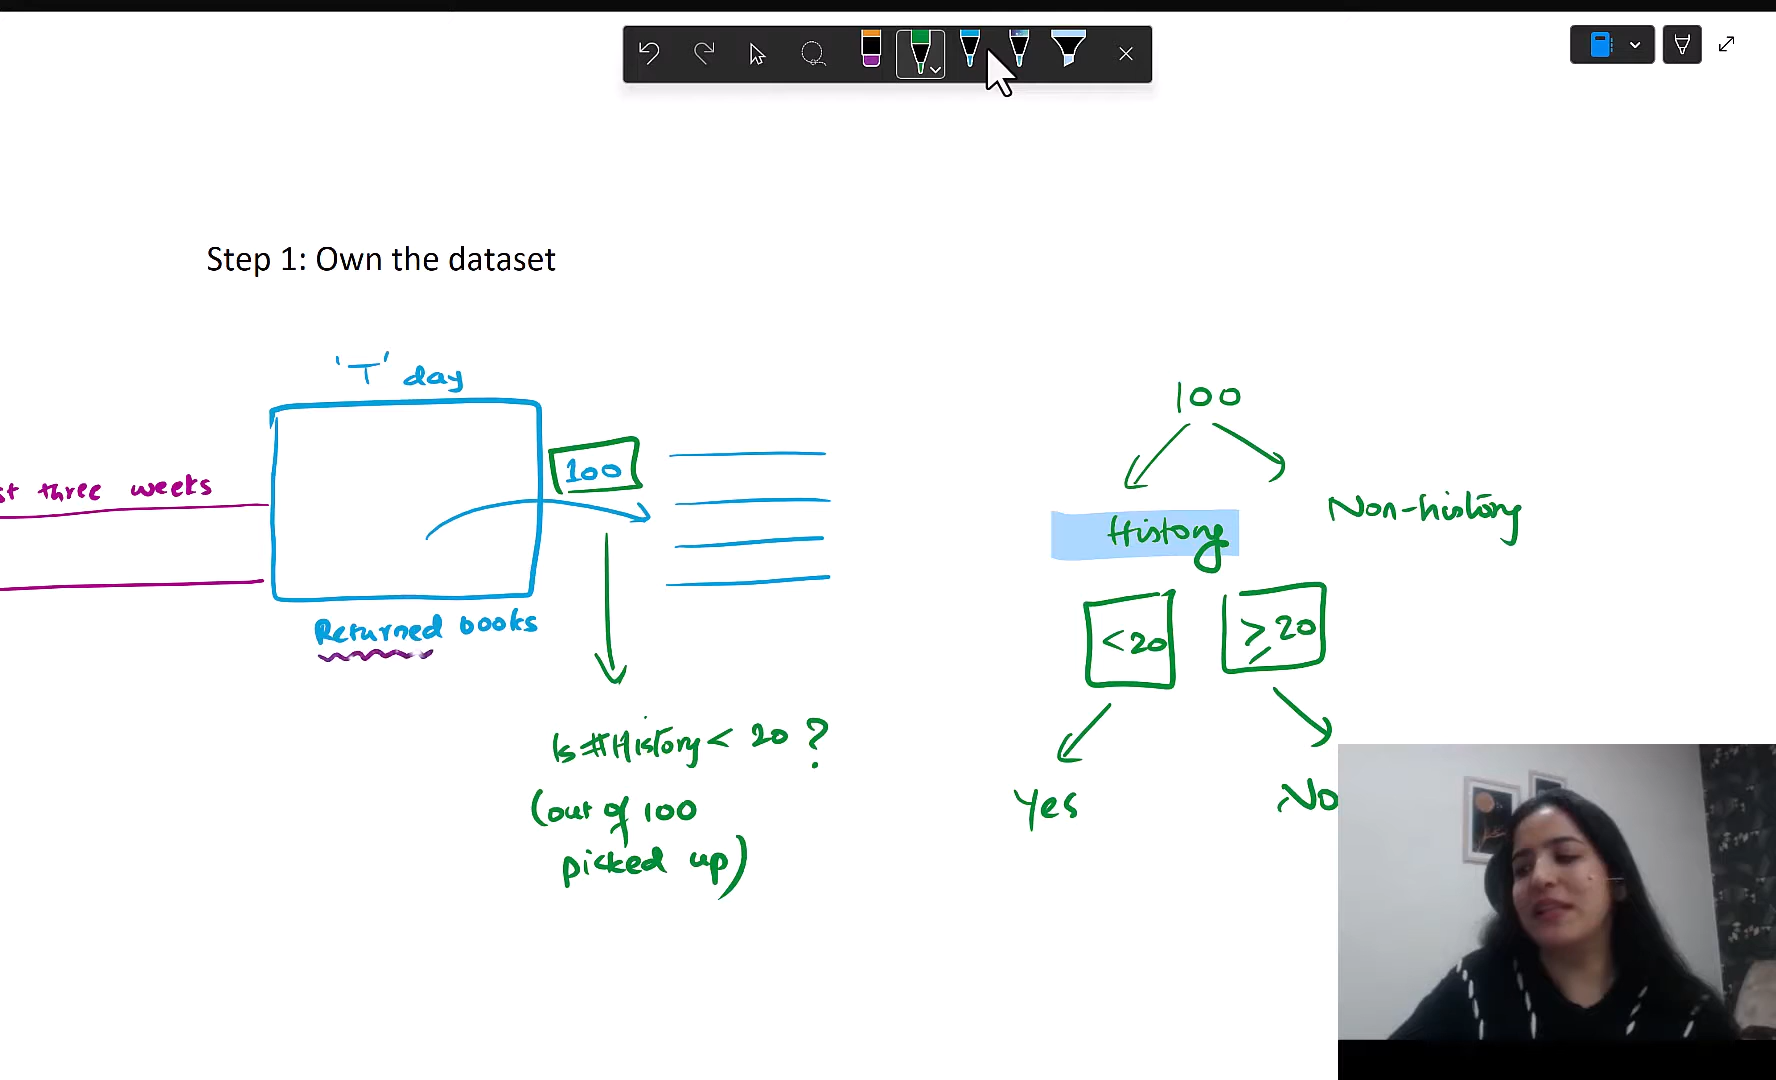 Step 1: Own the dataset
'T' day
three weeks
100
Returned books
Is #History < 20 ?
(out of 100
picked up)
100
History
Non-history
<20
≥20
Yes
No